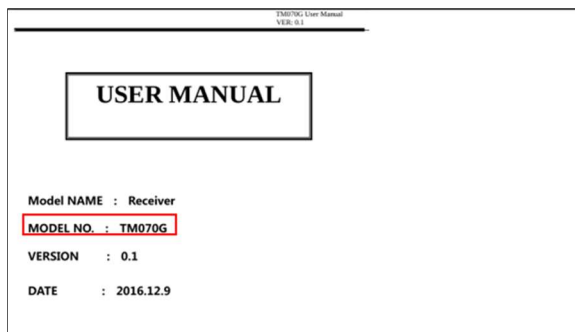 TM070G User Manual
VER: 0.1
USER MANUAL
Model NAME : Receiver
MODEL NO. : TM070G
VERSION : 0.1
DATE : 2016.12.9